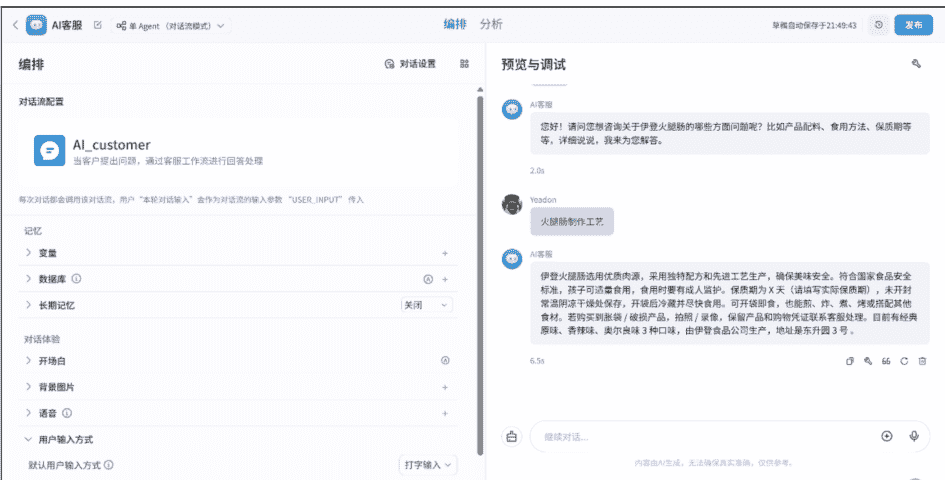 AI客服
单 Agent（对话流模式）
编排
分析
草稿自动保存于21:49:43
发布
编排
对话设置
对话流配置
AI_customer
当客户提出问题，通过客服工作流进行回答处理
每次对话都会调用该对话流，用户“本轮对话输入”会作为对话流的输入参数 “USER_INPUT” 传入
记忆
变量
数据库
长期记忆
关闭
对话体验
开场白
背景图片
语音
用户输入方式
默认用户输入方式
打字输入
预览与调试
AI客服
您好！请问您想咨询关于伊登火腿肠的哪些方面问题呢？比如产品配料、食用方法、保质期等
等，详细说说，我来为您解答。
2.0s
Yeadon
火腿肠制作工艺
AI客服
伊登火腿肠选用优质肉源，采用独特配方和先进工艺生产，确保美味安全。符合国家食品安全
标准，孩子可适量食用，食用时要有成人监护。保质期为 X 天（请填写实际保质期），未开封
常温阴凉干燥处保存，开袋后冷藏并尽快食用。可开袋即食，也能煎、炸、煮、烤或搭配其他
食材。若购买到胀袋 / 破损产品，拍照 / 录像，保留产品和购物凭证联系客服处理。目前有经典
原味、香辣味、奥尔良味 3 种口味，由伊登食品公司生产，地址是东升园 3 号 。
6.5s
继续对话...
内容由AI生成，无法确保真实准确，仅供参考。